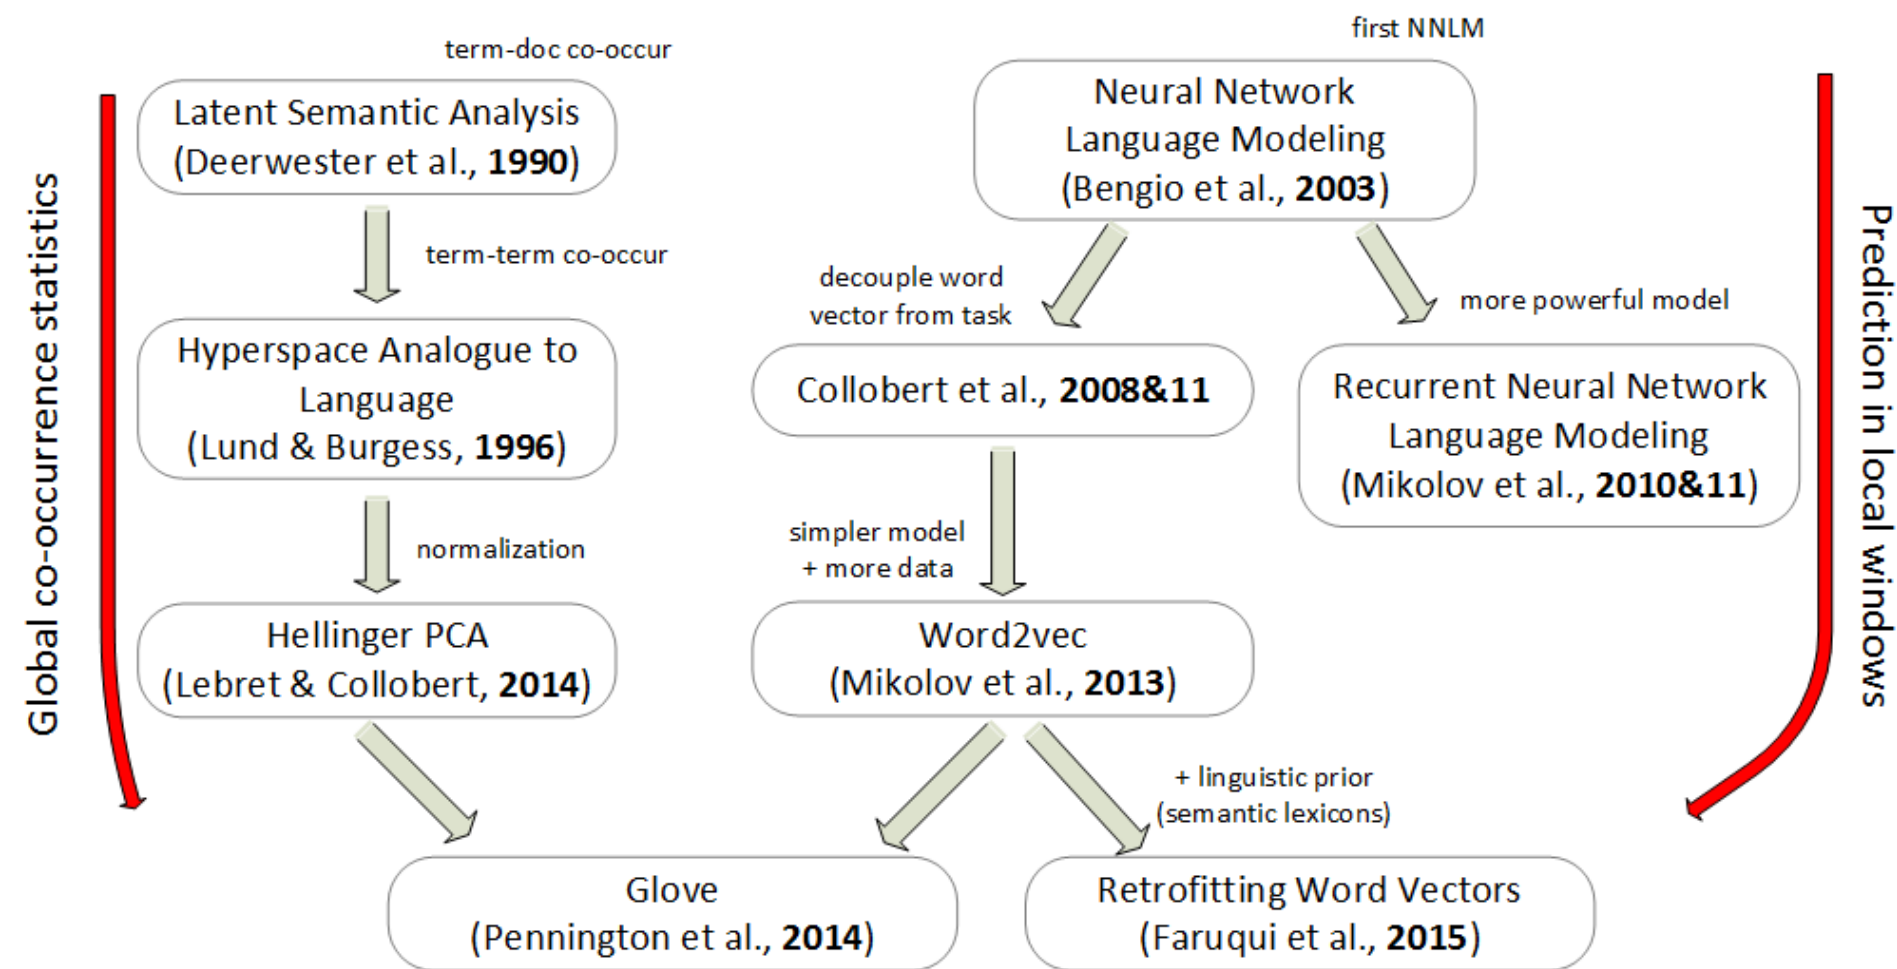 term-doc co-occur
Latent Semantic Analysis
(Deerwester et al., 1990)
term-term co-occur
Hyperspace Analogue to
Language
(Lund & Burgess, 1996)
normalization
Hellinger PCA
(Lebret & Collobert, 2014)
Global co-occurrence statistics
first NNLM
Neural Network
Language Modeling
(Bengio et al., 2003)
decouple word
vector from task
more powerful model
Collobert et al., 2008&11
Recurrent Neural Network
Language Modeling
(Mikolov et al., 2010&11)
simpler model
+ more data
Word2vec
(Mikolov et al., 2013)
+ linguistic prior
(semantic lexicons)
Glove
(Pennington et al., 2014)
Retrofitting Word Vectors
(Faruqui et al., 2015)
Prediction in local windows